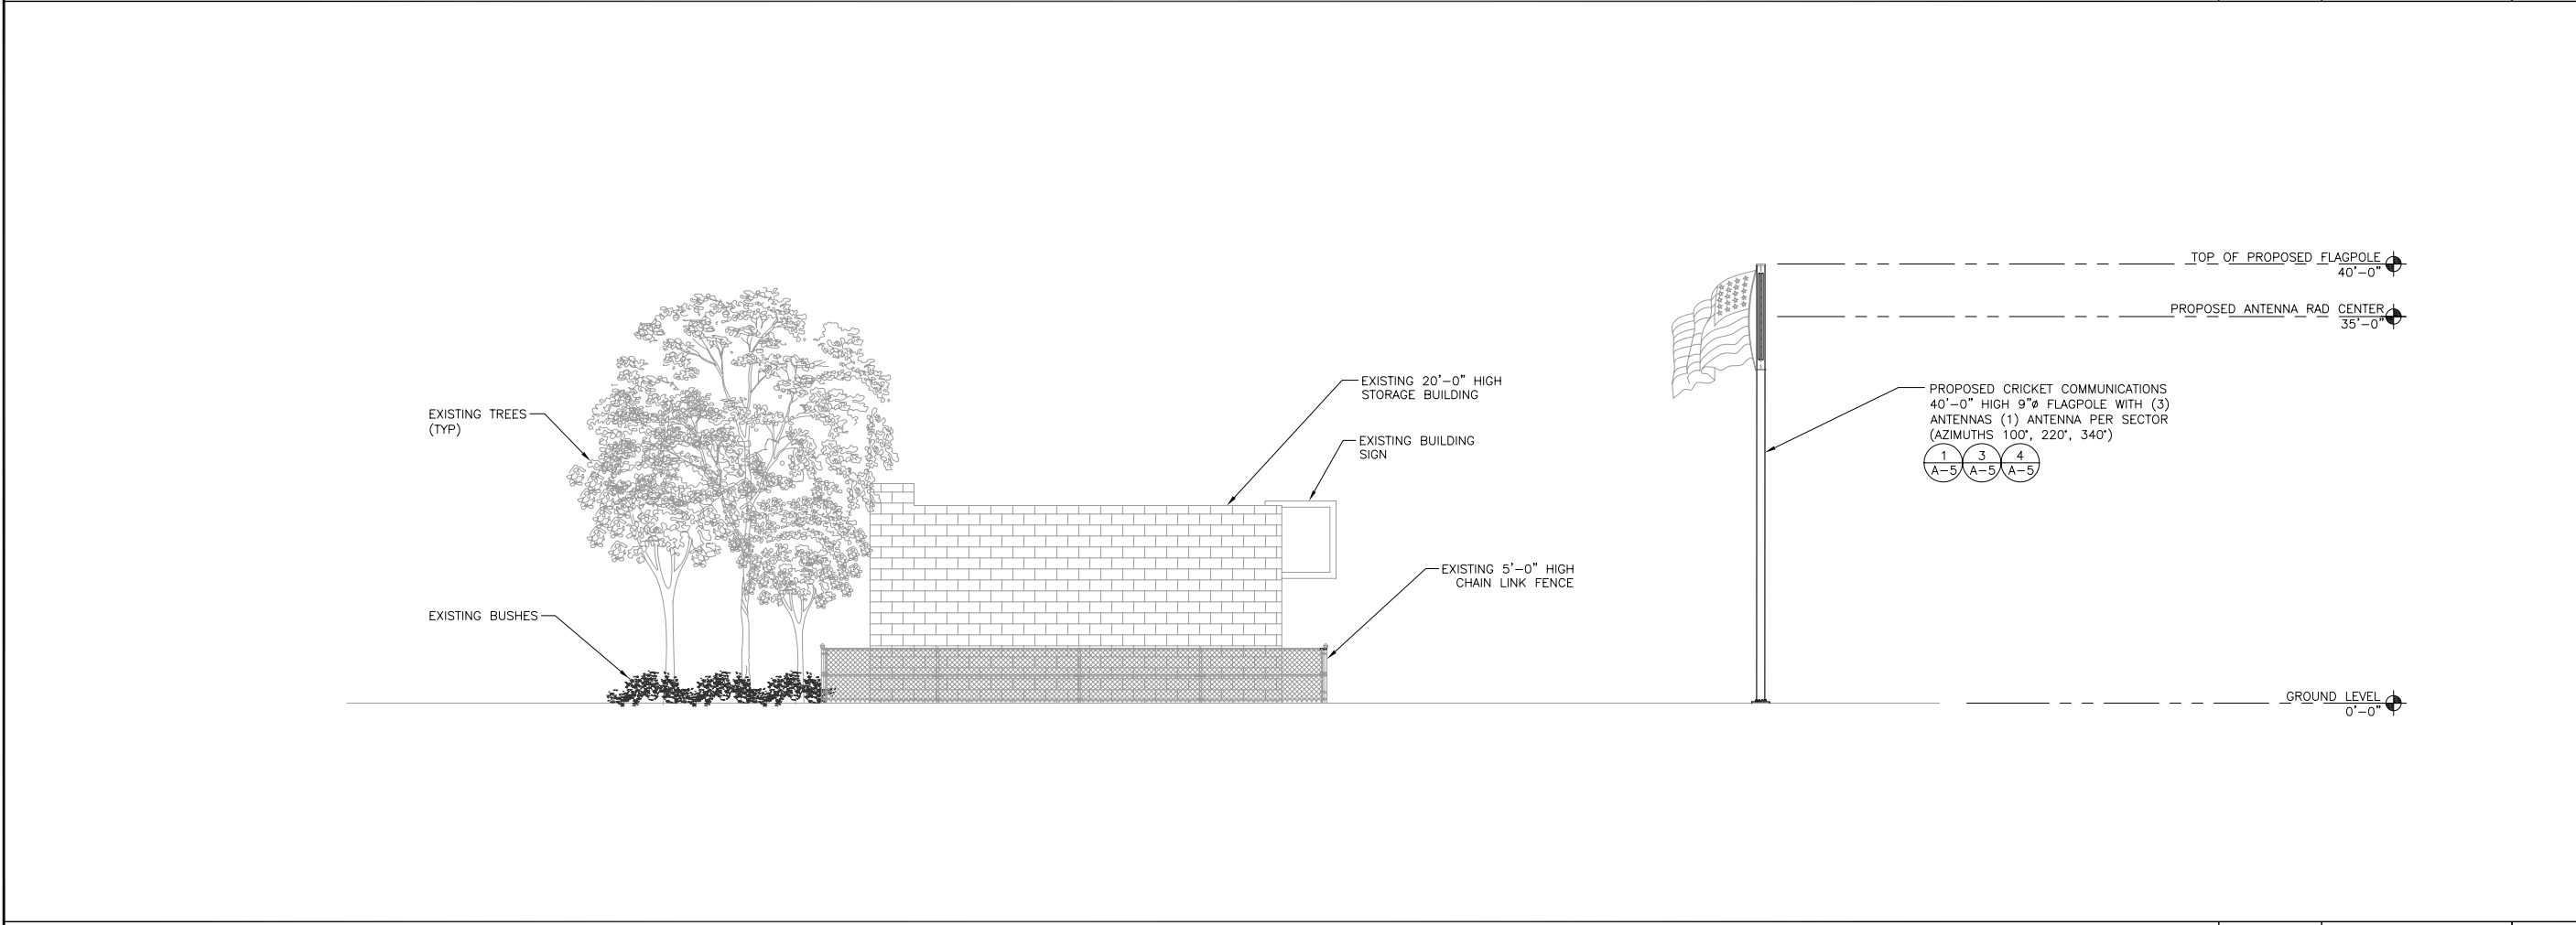 TOP OF PROPOSED FLAGPOLE
40'-0"
PROPOSED ANTENNA RAD CENTER
35'-0"
EXISTING 20'-0" HIGH
STORAGE BUILDING
PROPOSED CRICKET COMMUNICATIONS
40'-0" HIGH 9"ø FLAGPOLE WITH (3)
ANTENNAS (1) ANTENNA PER SECTOR
(AZIMUTHS 100°, 220°, 340°)
1 3 4
A-5 A-5 A-5
EXISTING TREES
(TYP)
EXISTING BUILDING
SIGN
EXISTING 5'-0" HIGH
CHAIN LINK FENCE
EXISTING BUSHES
GROUND LEVEL
0'-0"